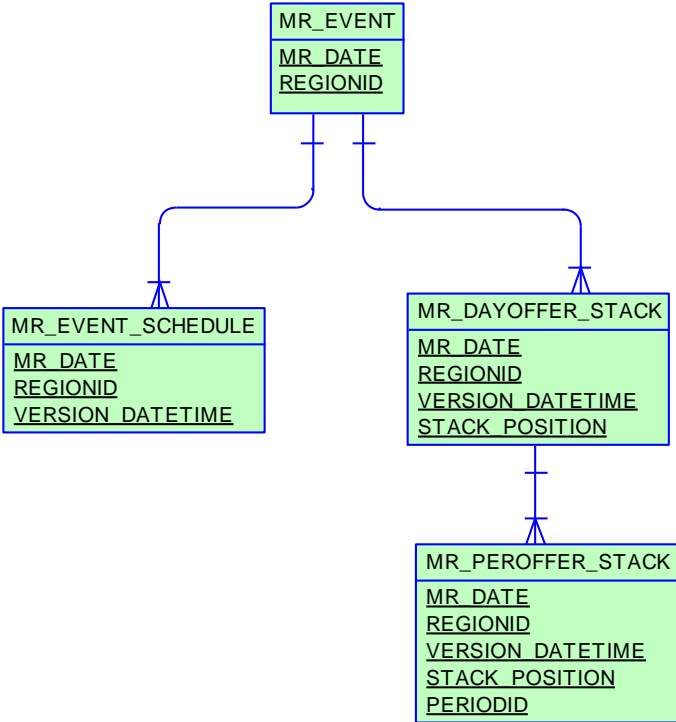 MR_EVENT
MR_DATE
REGIONID
MR_EVENT_SCHEDULE
MR_DATE
REGIONID
VERSION_DATETIME
MR_DAYOFFER_STACK
MR_DATE
REGIONID
VERSION_DATETIME
STACK_POSITION
MR_PEROFFER_STACK
MR_DATE
REGIONID
VERSION_DATETIME
STACK_POSITION
PERIODID